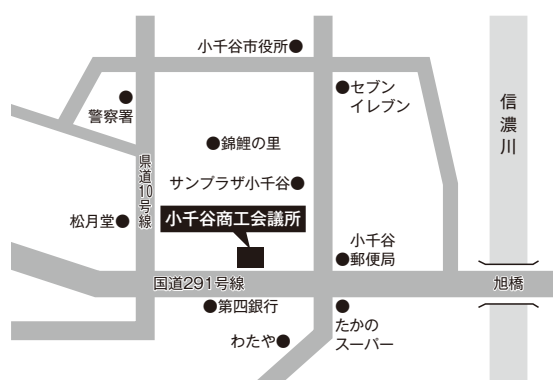 小千谷市役所
セブン
イレブン
警察署
信濃川
錦鯉の里
県道10号線
サンプラザ小千谷
松月堂
小千谷商工会議所
小千谷
郵便局
国道291号線
旭橋
第四銀行
たかの
スーパー
わたや